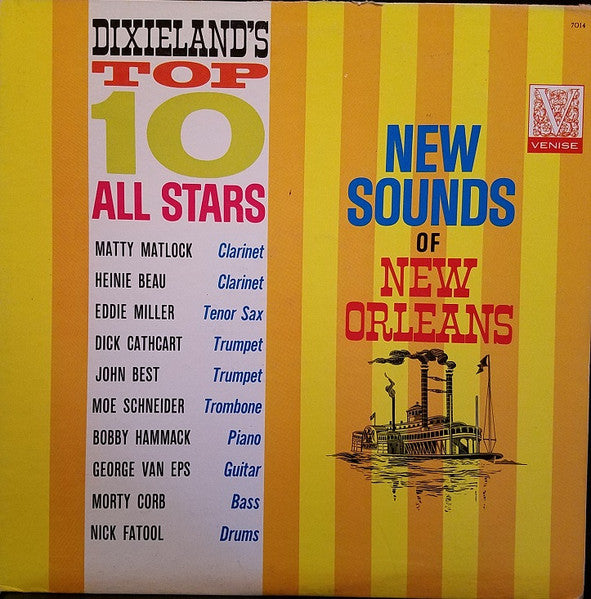 DIXIELAND'S
TOP
10
ALL STARS
MATTY MATLOCK Clarinet
HEINIE BEAU Clarinet
EDDIE MILLER Tenor Sax
DICK CATHCART Trumpet
JOHN BEST Trumpet
MOE SCHNEIDER Trombone
BOBBY HAMMACK Piano
GEORGE VAN EPS Guitar
MORTY CORB Bass
NICK FATOOL Drums
7014
V
VENISE
NEW
SOUNDS
OF
NEW
ORLEANS